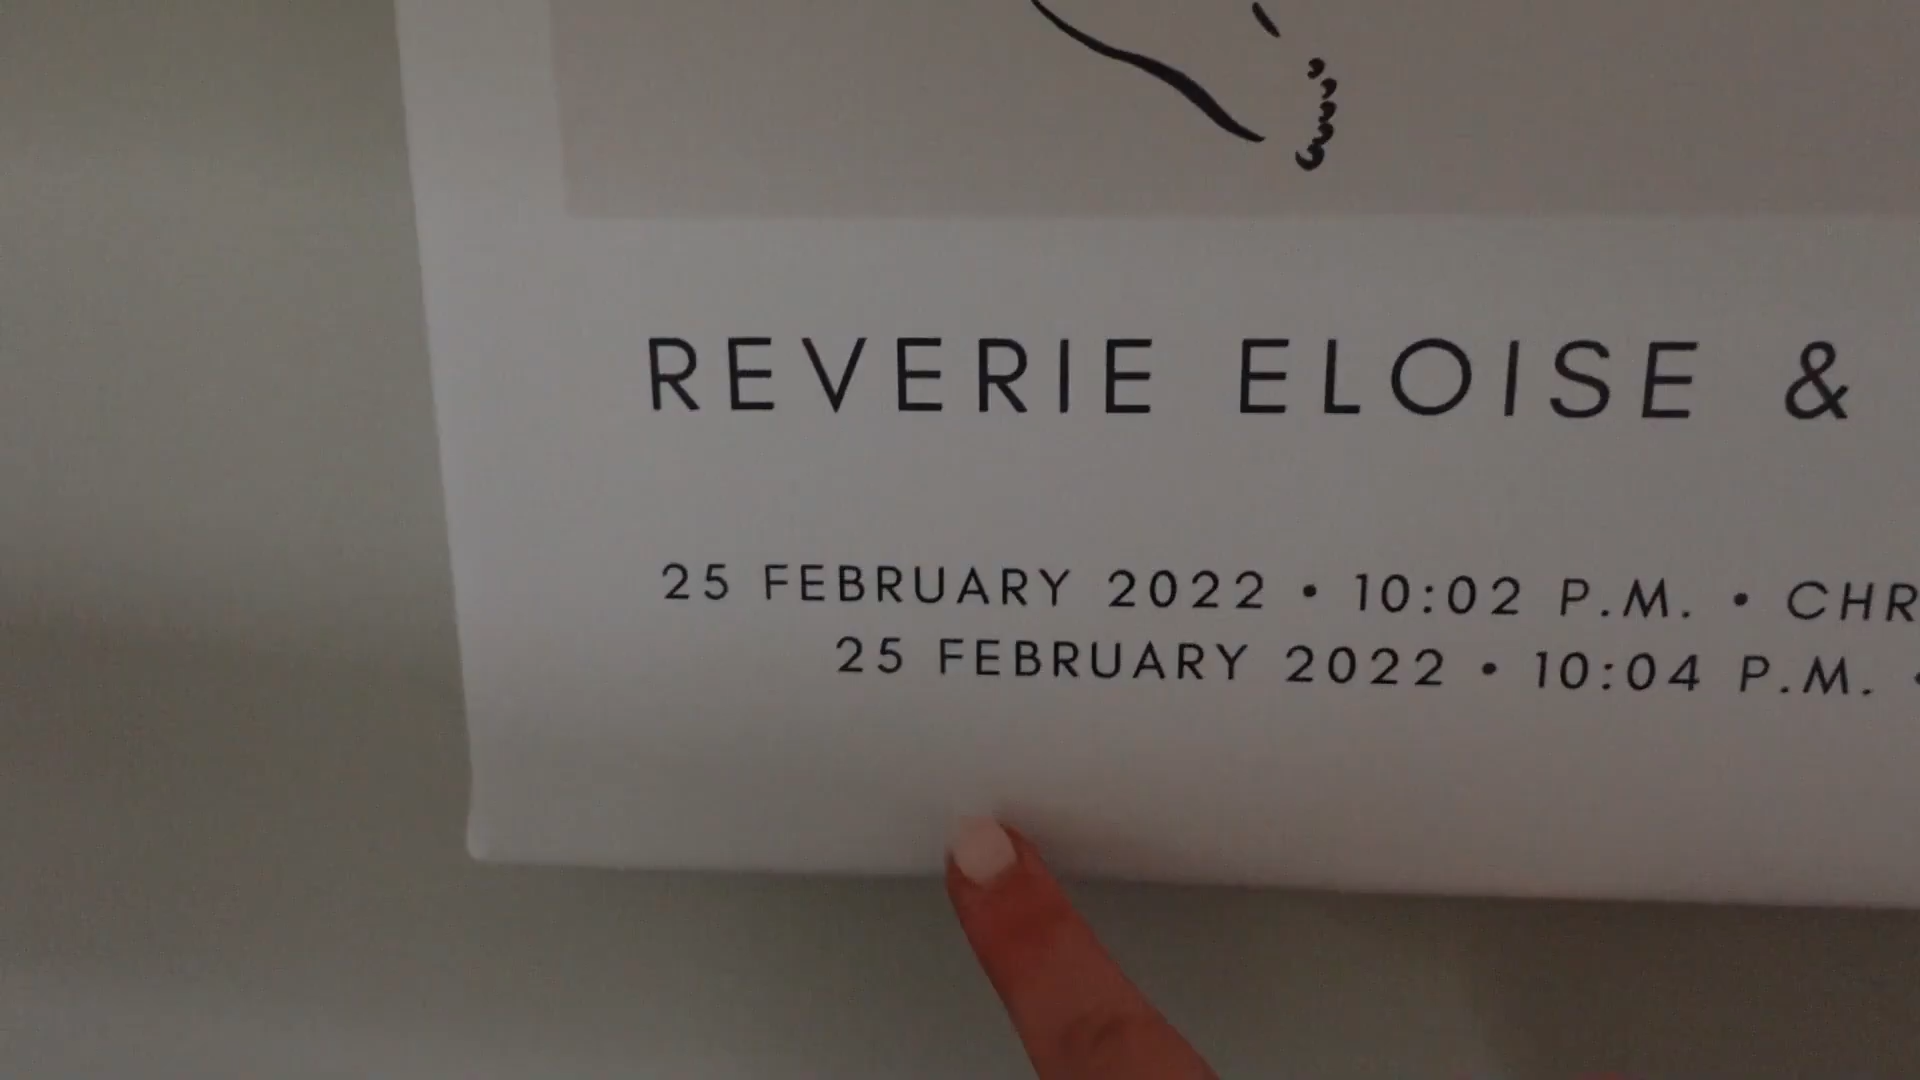 REVERIE ELOISE &
25 FEBRUARY 2022 • 10:02 P.M. • CHR
25 FEBRUARY 2022 • 10:04 P.M. •